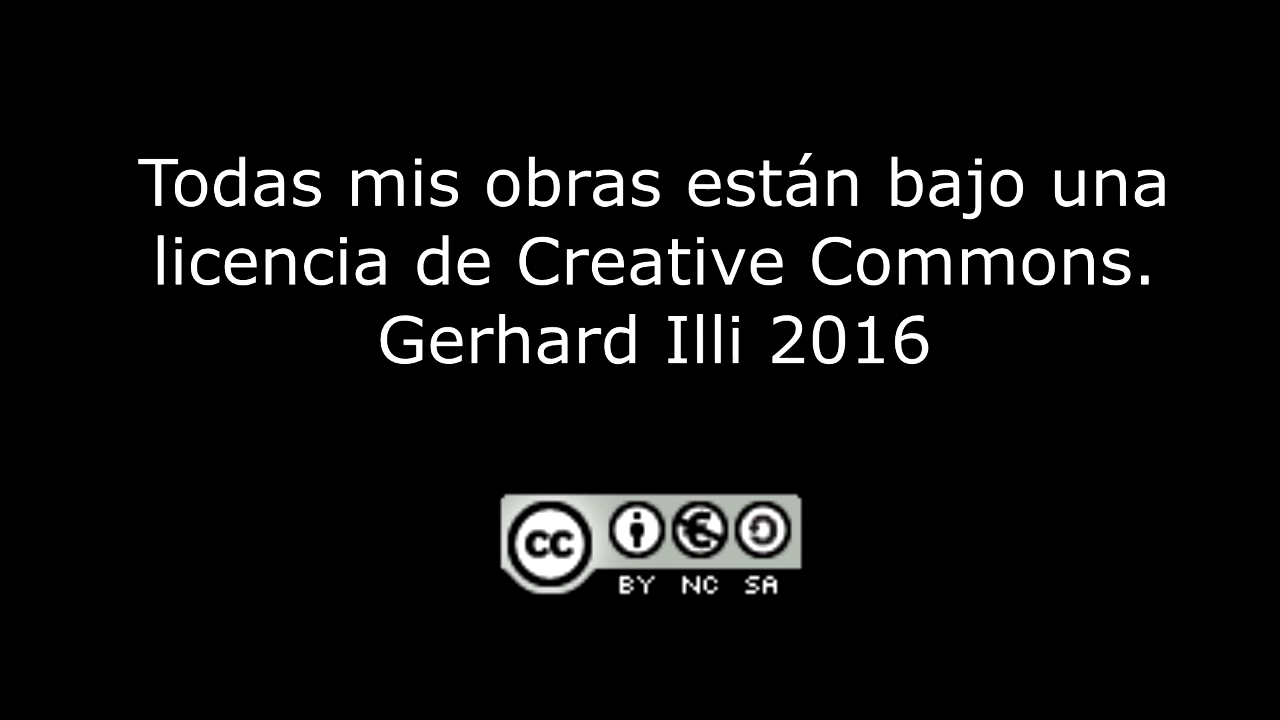 Todas mis obras están bajo una
licencia de Creative Commons.
Gerhard Illi 2016
cc
BY NC SA